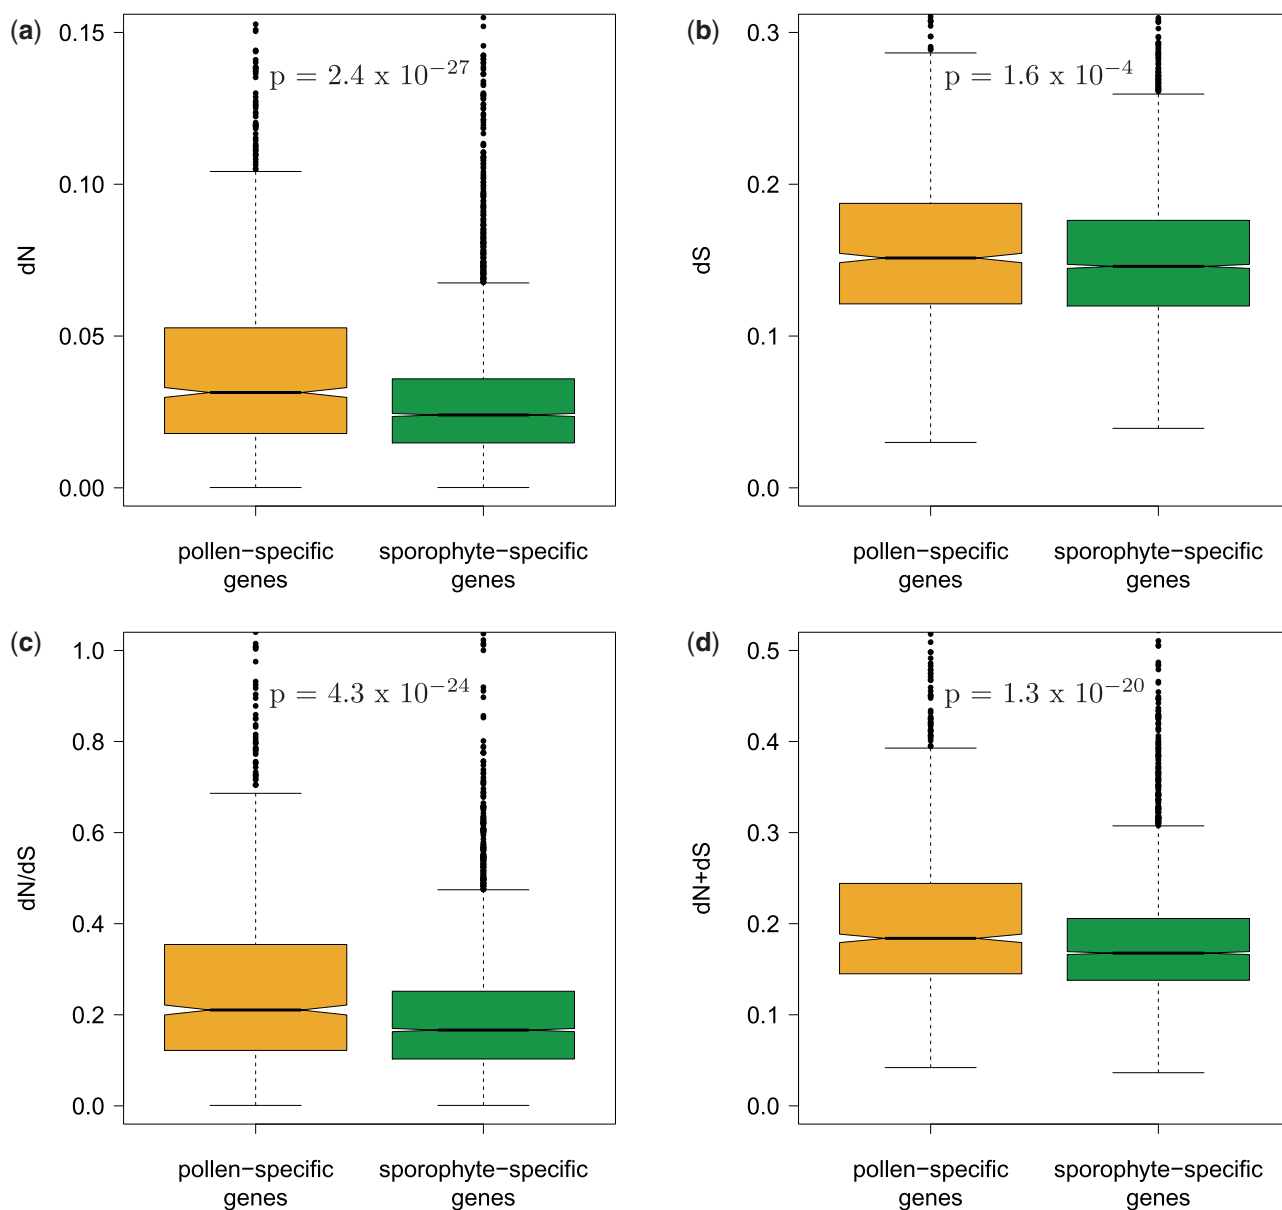 (a)
0.15
0.10
0.05
0.00
dN
p = 2.4 x 10−27
pollen−specific
genes
sporophyte−specific
genes
(b)
0.3
0.2
0.1
0.0
dS
p = 1.6 x 10−4
pollen−specific
genes
sporophyte−specific
genes
(c)
1.0
0.8
0.6
0.4
0.2
0.0
dN/dS
p = 4.3 x 10−24
pollen−specific
genes
sporophyte−specific
genes
(d)
0.5
0.4
0.3
0.2
0.1
0.0
dN+dS
p = 1.3 x 10−20
pollen−specific
genes
sporophyte−specific
genes